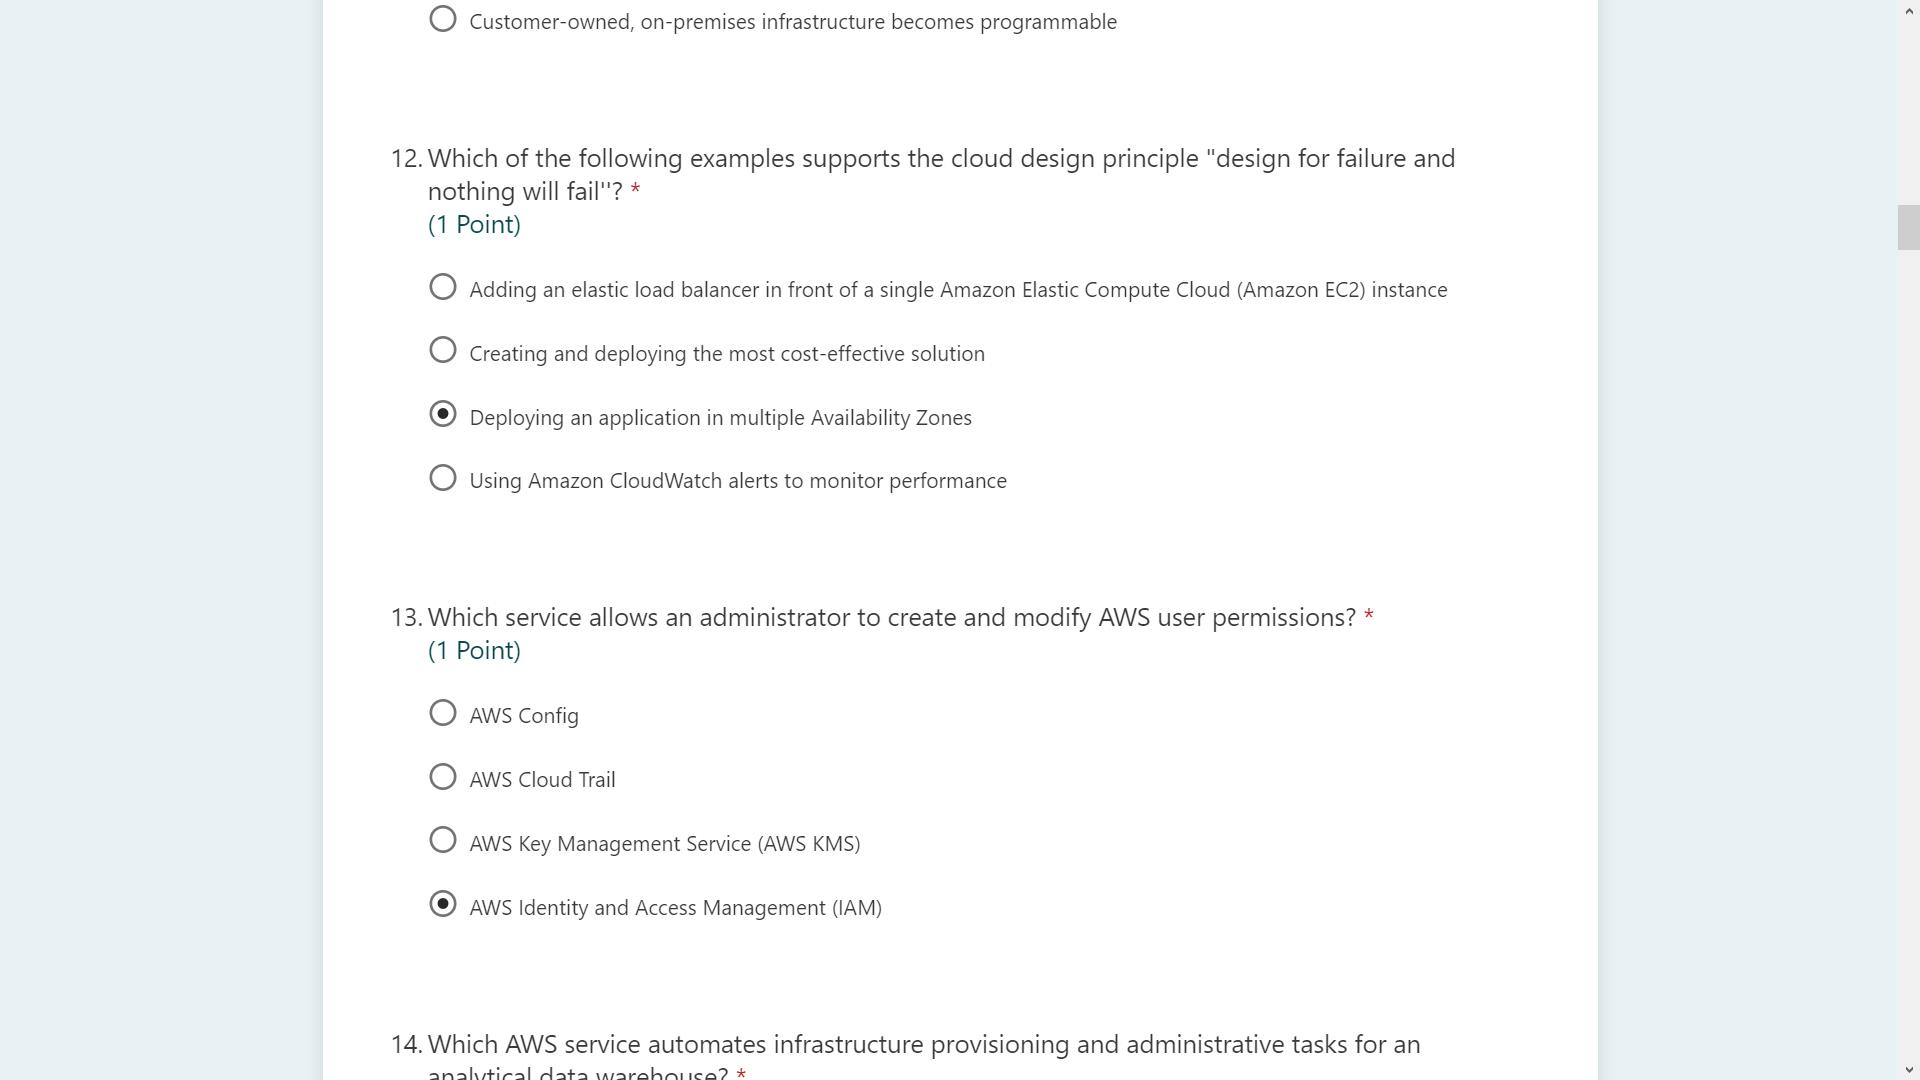 Customer-owned, on-premises infrastructure becomes programmable
12. Which of the following examples supports the cloud design principle "design for failure and
nothing will fail''? *
(1 Point)
Adding an elastic load balancer in front of a single Amazon Elastic Compute Cloud (Amazon EC2) instance
Creating and deploying the most cost-effective solution
Deploying an application in multiple Availability Zones
Using Amazon CloudWatch alerts to monitor performance
13. Which service allows an administrator to create and modify AWS user permissions? *
(1 Point)
AWS Config
AWS Cloud Trail
AWS Key Management Service (AWS KMS)
AWS Identity and Access Management (IAM)
14. Which AWS service automates infrastructure provisioning and administrative tasks for an
analytical data warehouse? *